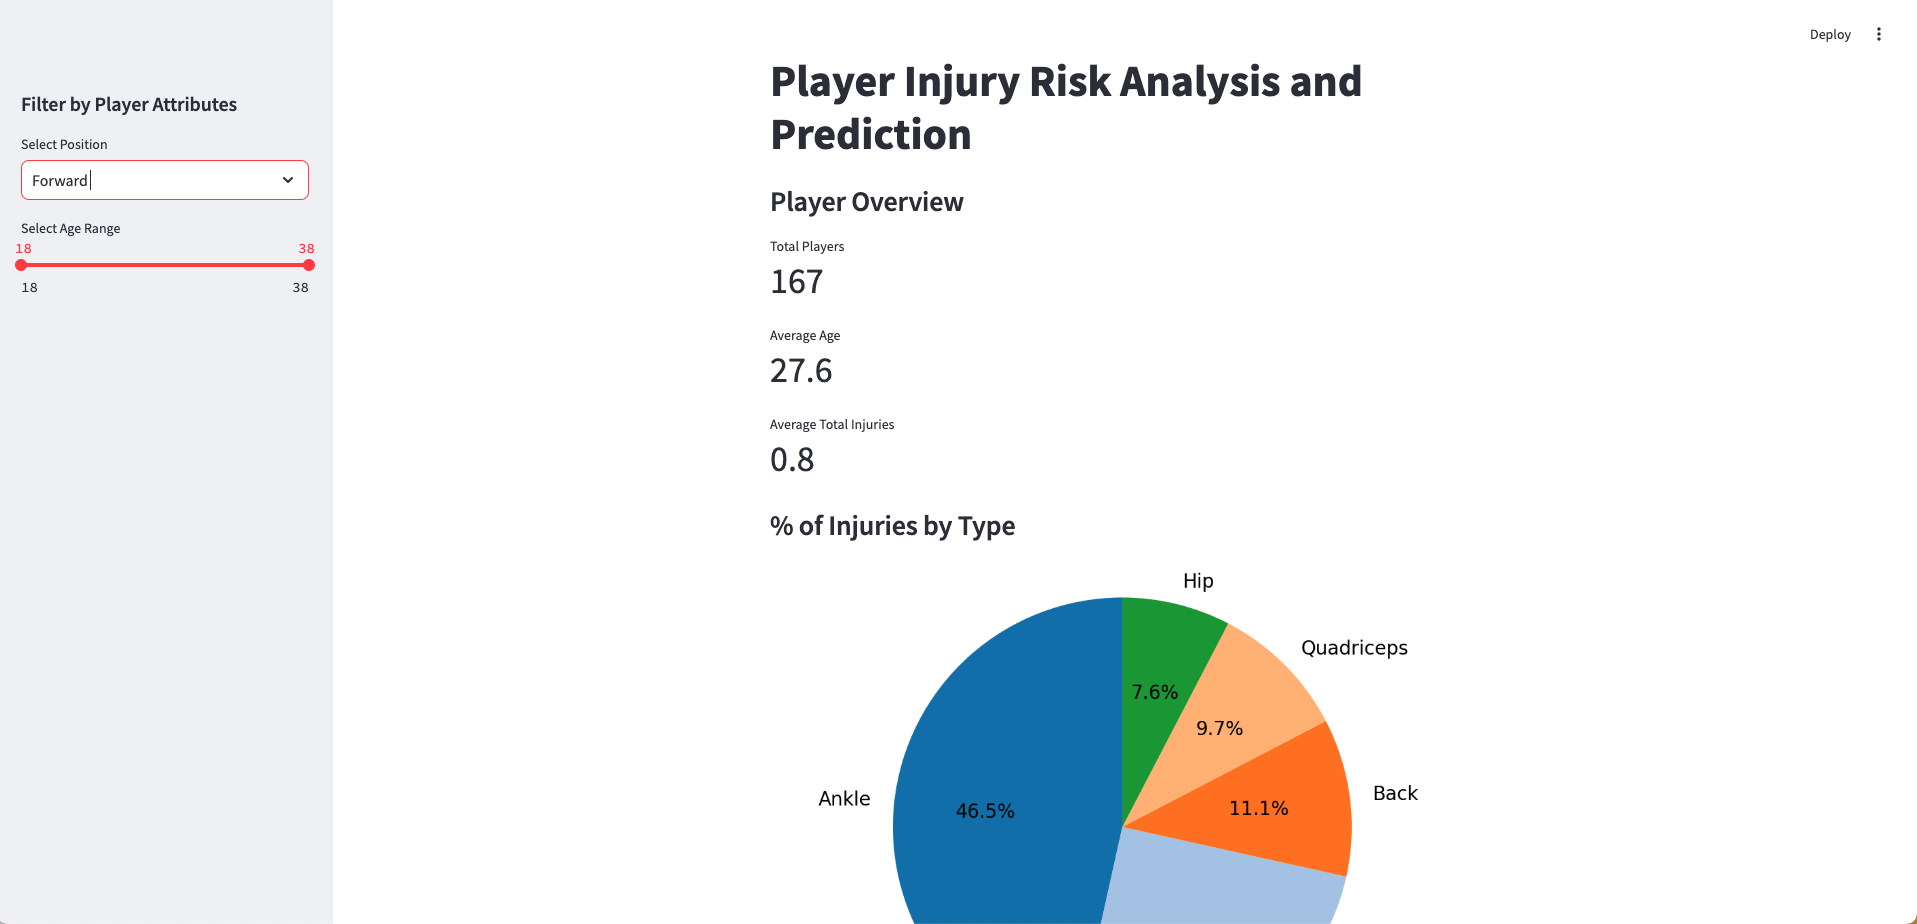 Deploy
Filter by Player Attributes
Select Position
Forward
Select Age Range
18 38
18 38
Player Injury Risk Analysis and
Prediction
Player Overview
Total Players
167
Average Age
27.6
Average Total Injuries
0.8
% of Injuries by Type
Hip
Quadriceps
7.6%
9.7%
Back
Ankle
11.1%
46.5%